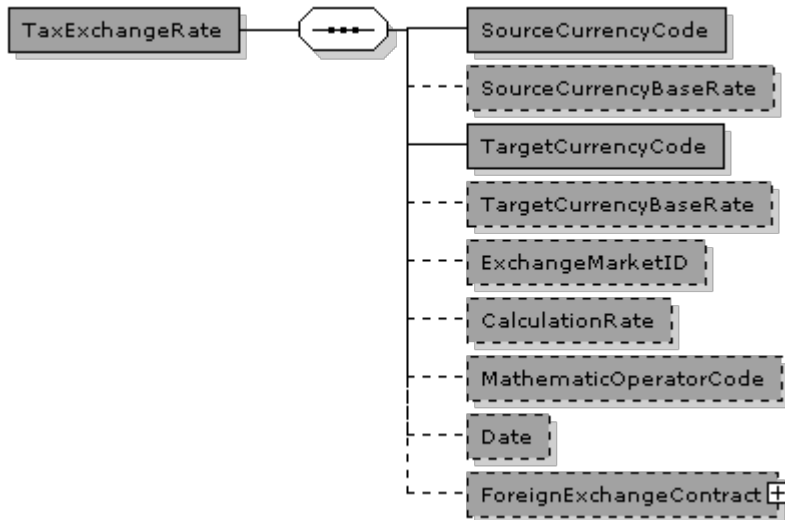 TaxExchangeRate
SourceCurrencyCode
SourceCurrencyBaseRate
TargetCurrencyCode
TargetCurrencyBaseRate
ExchangeMarketID
CalculationRate
MathematicOperatorCode
Date
ForeignExchangeContract